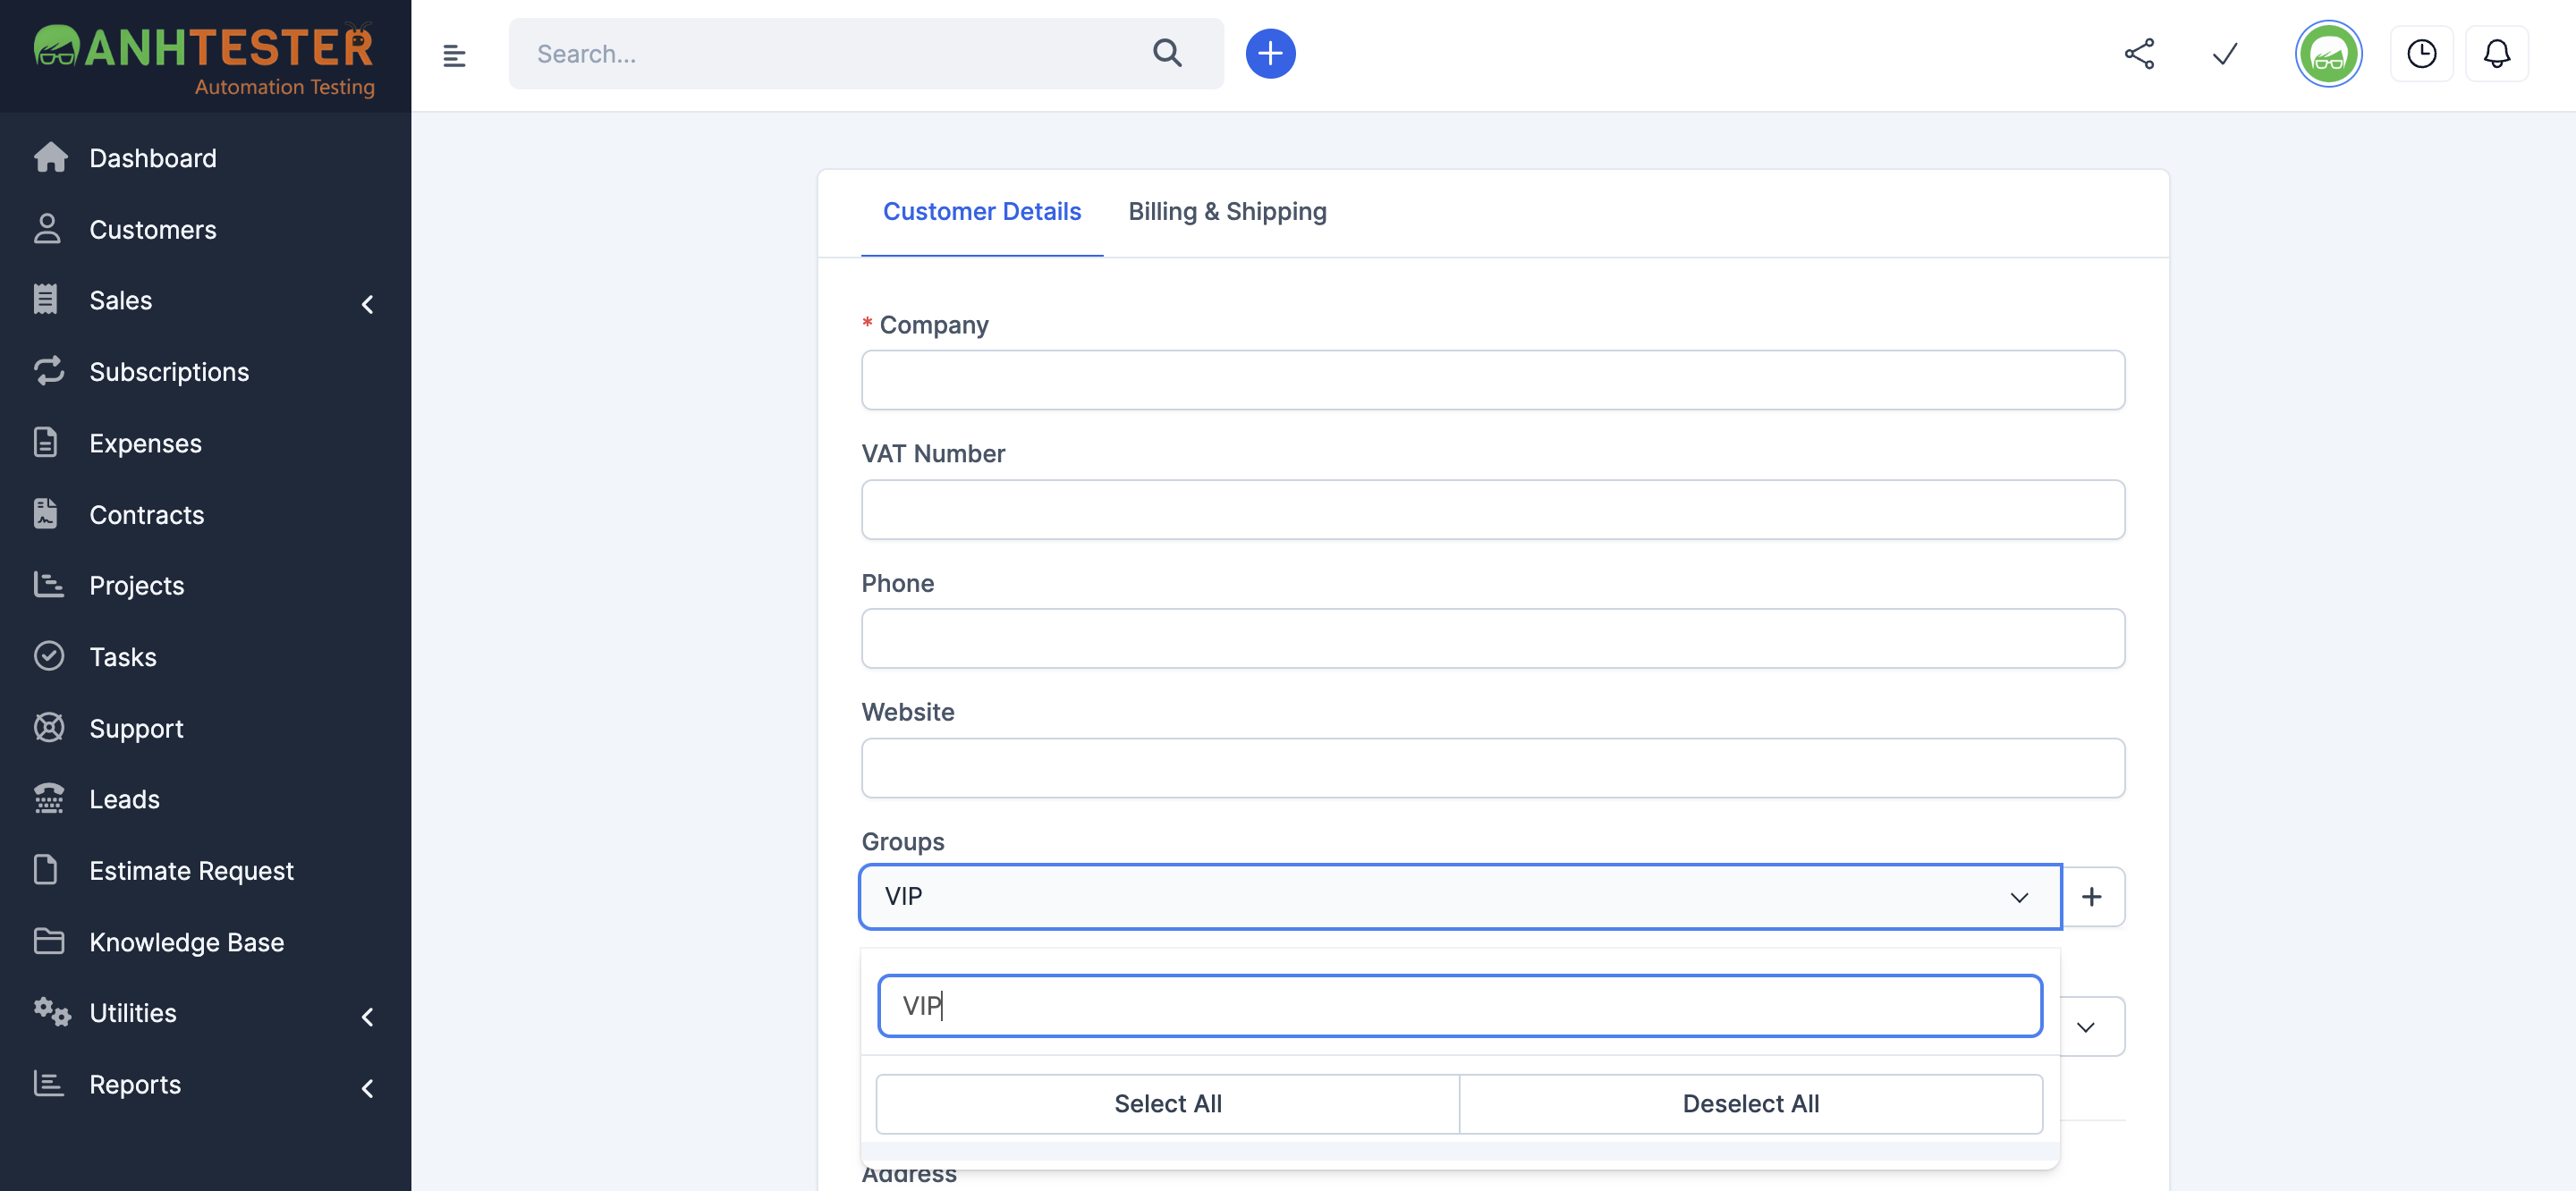 ANHTESTER
Automation Testing
Search...
Dashboard
Customers
Sales
Subscriptions
Expenses
Contracts
Projects
Tasks
Support
Leads
Estimate Request
Knowledge Base
Utilities
Reports
Customer Details
Billing & Shipping
* Company
VAT Number
Phone
Website
Groups
VIP
VIP
Select All
Deselect All
Address